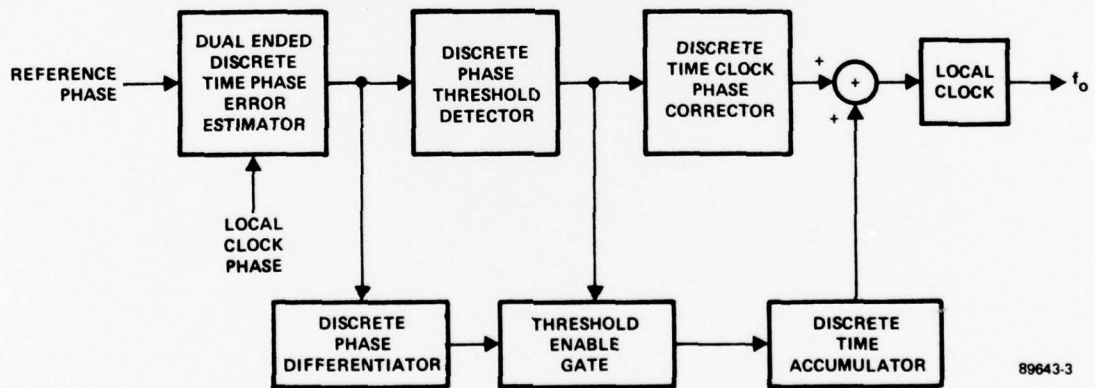 DUAL ENDED
DISCRETE
TIME PHASE
ERROR
ESTIMATOR
REFERENCE
PHASE
LOCAL
CLOCK
PHASE
DISCRETE
PHASE
THRESHOLD
DETECTOR
DISCRETE
TIME CLOCK
PHASE
CORRECTOR
+
+
+
LOCAL
CLOCK
fo
DISCRETE
PHASE
DIFFERENTIATOR
THRESHOLD
ENABLE
GATE
DISCRETE
TIME
ACCUMULATOR
89643-3